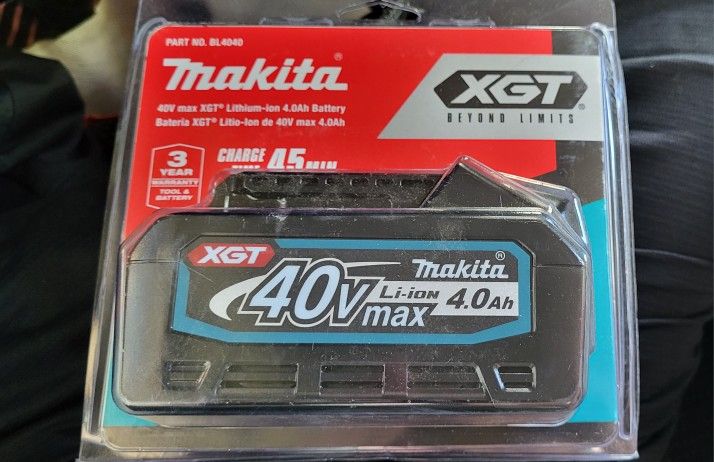 PART NO. BL4040
makita®
40V max XGT® Lithium-ion 4.0Ah Battery
Batería XGT® Litio-Ion de 40V max 4.0Ah
XGT®
BEYOND LIMITS
3
YEAR
WARRANTY
TOOL &
BATTERY
CHARGE
TIME 45 MIN
XGT
40V max
Li-ion 4.0Ah
makita®